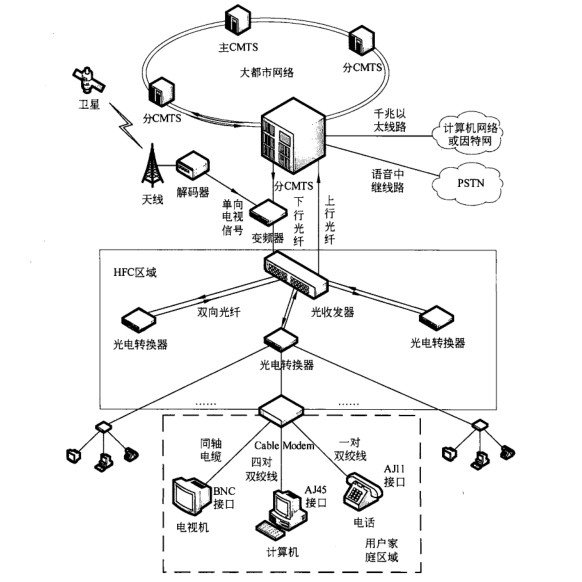 主CMTS
大都市网络
分CMTS
卫星
分CMTS
千兆以
太线路
计算机网络
或因特网
天线
解码器
分CMTS
语音中
继线路
PSTN
单向
电视
信号
变频器
下行光纤
上行光纤
HFC区域
双向光纤
光收发器
光电转换器
光电转换器
光电转换器
……
……
同轴
电缆
Cable Modem
一对
双绞线
四对
双绞线
BNC
接口
AJ45
接口
AJ11
接口
电视机
计算机
电话
用户家
庭区域